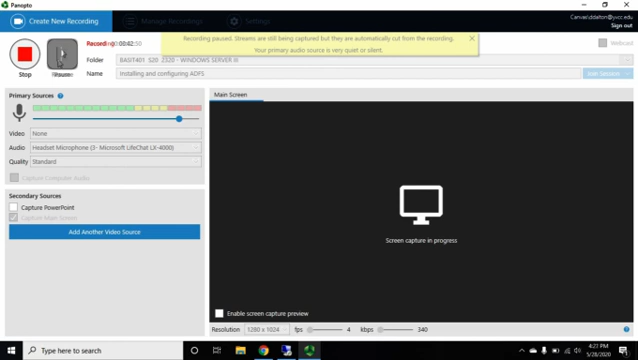 Panopto
Create New Recording
Manage Recordings
Settings
Canvas\ddalton@yvcc.edu
Sign out
Recording paused. Streams are still being captured but they are automatically cut from the recording.
Your primary audio source is very quiet or silent.
Webcast
Stop
Recording 0:00:42:50
Folder
BASIT401 S20 2320 - WINDOWS SERVER III
Name
Installing and configuring ADFS
Join Session
Primary Sources
Video
None
Audio
Headset Microphone (3- Microsoft LifeChat LX-4000)
Quality
Standard
Capture Computer Audio
Secondary Sources
Capture PowerPoint
Capture Main Screen
Add Another Video Source
Main Screen
Screen capture in progress
Enable screen capture preview
Resolution
1280 x 1024
fps
4
kbps
340
Type here to search
4:27 PM
5/28/2020